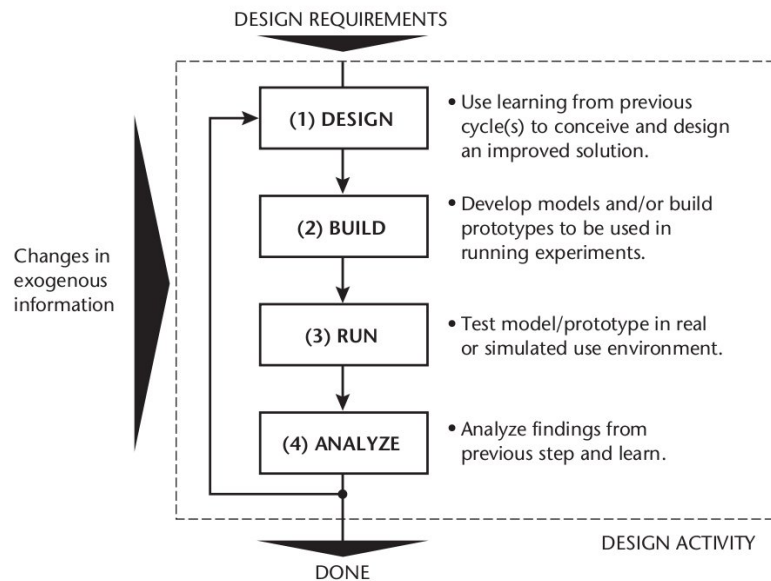 DESIGN REQUIREMENTS
(1) DESIGN
• Use learning from previous
cycle(s) to conceive and design
an improved solution.
(2) BUILD
• Develop models and/or build
prototypes to be used in
running experiments.
Changes in
exogenous
information
(3) RUN
• Test model/prototype in real
or simulated use environment.
(4) ANALYZE
• Analyze findings from
previous step and learn.
DESIGN ACTIVITY
DONE